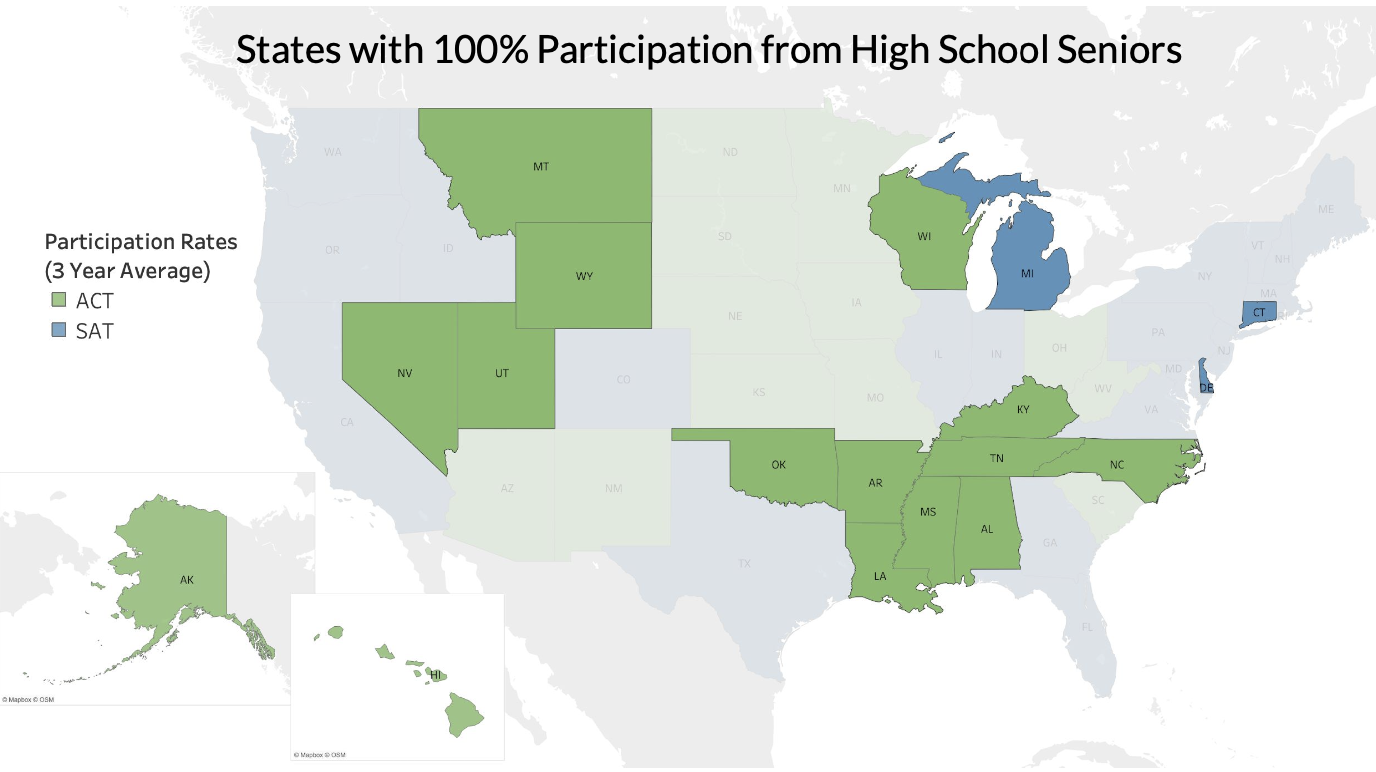 States with 100% Participation from High School Seniors
Participation Rates
(3 Year Average)
ACT
SAT
WA
MT
ND
MN
ME
OR
ID
SD
WI
VT
NH
NY
MA
WY
MI
CT
RI
IA
NE
PA
NV
UT
CO
IL
IN
OH
NJ
MD
DE
KS
MO
WV
VA
CA
KY
OK
TN
NC
AZ
NM
AR
SC
MS
AL
GA
TX
LA
FL
AK
HI
© Mapbox © OSM
© Mapbox © OSM